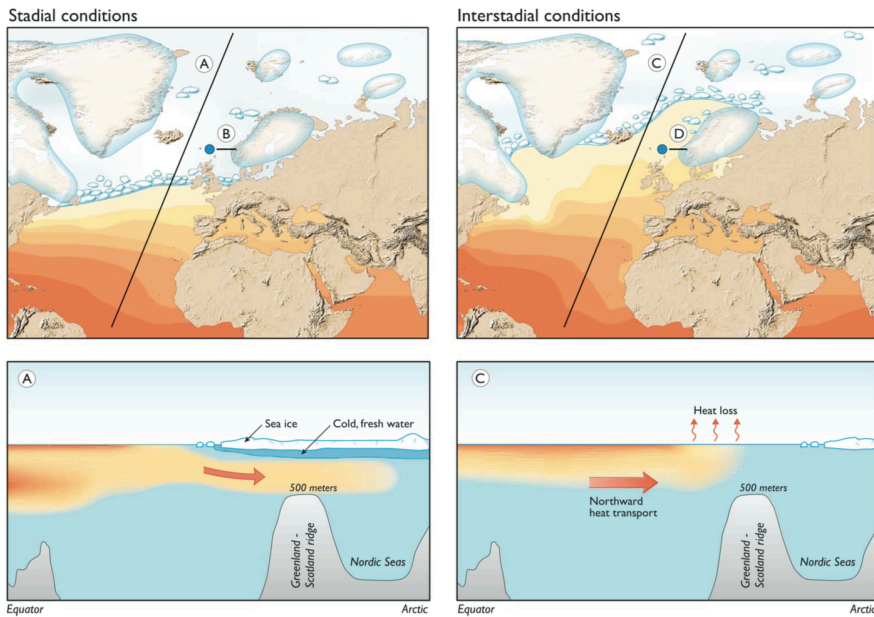 Stadial conditions
Interstadial conditions
A
B
C
D
A
Sea ice
Cold, fresh water
500 meters
Greenland -
Scotland ridge
Nordic Seas
Equator
Arctic
C
Heat loss
Northward
heat transport
500 meters
Greenland -
Scotland ridge
Nordic Seas
Equator
Arctic